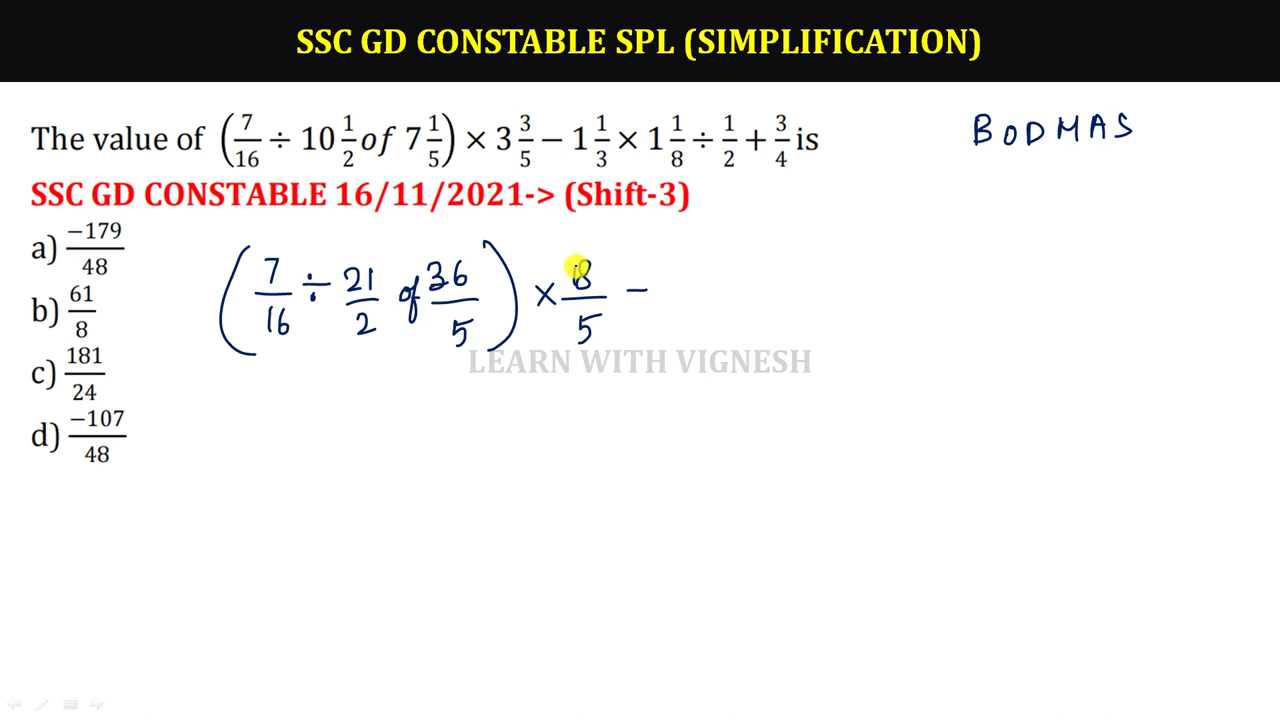 SSC GD CONSTABLE SPL (SIMPLIFICATION)
The value of (7/16 ÷ 10 1/2 of 7 1/5) × 3 3/5 − 1 1/3 × 1 1/8 ÷ 1/2 + 3/4 is
BODMAS
SSC GD CONSTABLE 16/11/2021-> (Shift-3)
a) −179/48
b) 61/8
c) 181/24
d) −107/48
(7/16 ÷ 21/2 of 36/5) × 18/5 −
LEARN WITH VIGNESH